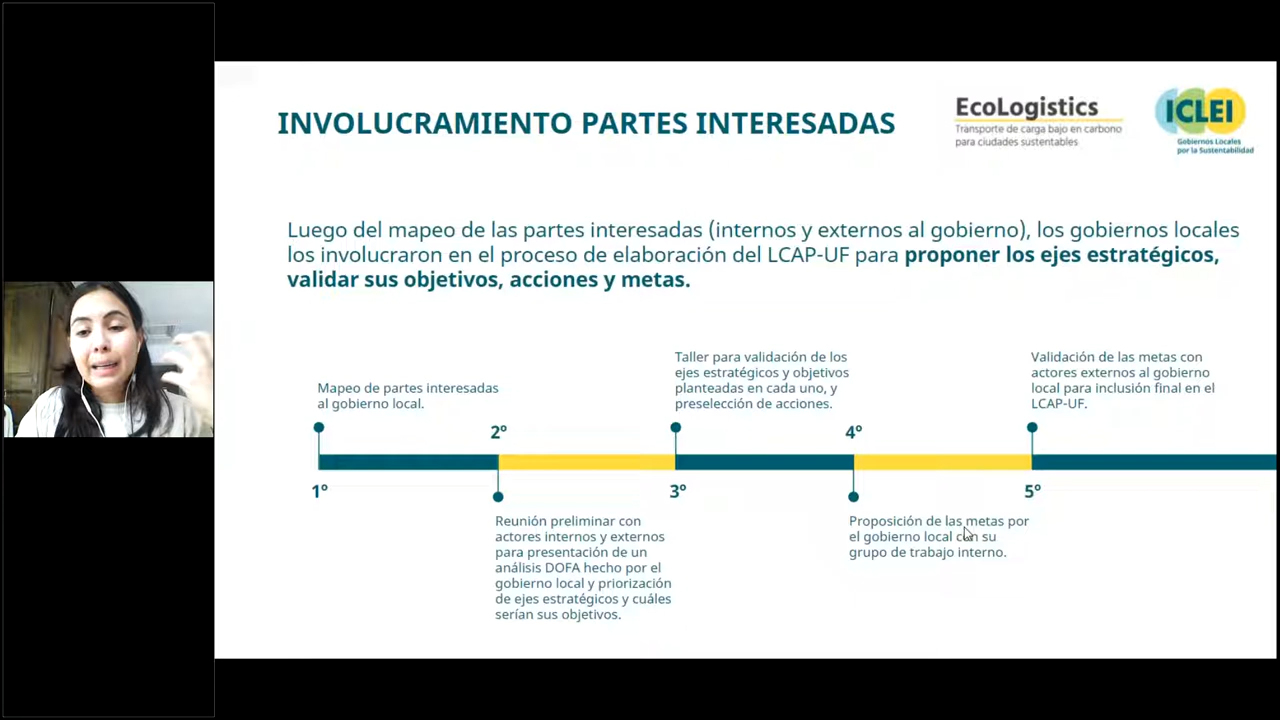 INVOLUCRAMIENTO PARTES INTERESADAS
EcoLogistics
Transporte de carga bajo en carbono
para ciudades sustentables
ICLEI
Gobiernos Locales
por la Sustentabilidad
Luego del mapeo de las partes interesadas (internos y externos al gobierno), los gobiernos locales
los involucraron en el proceso de elaboración del LCAP-UF para proponer los ejes estratégicos,
validar sus objetivos, acciones y metas.
Mapeo de partes interesadas
al gobierno local.
1º
2º
Reunión preliminar con
actores internos y externos
para presentación de un
análisis DOFA hecho por el
gobierno local y priorización
de ejes estratégicos y cuáles
serían sus objetivos.
Taller para validación de los
ejes estratégicos y objetivos
planteadas en cada uno, y
preselección de acciones.
3º
4º
Proposición de las metas por
el gobierno local con su
grupo de trabajo interno.
Validación de las metas con
actores externos al gobierno
local para inclusión final en el
LCAP-UF.
5º